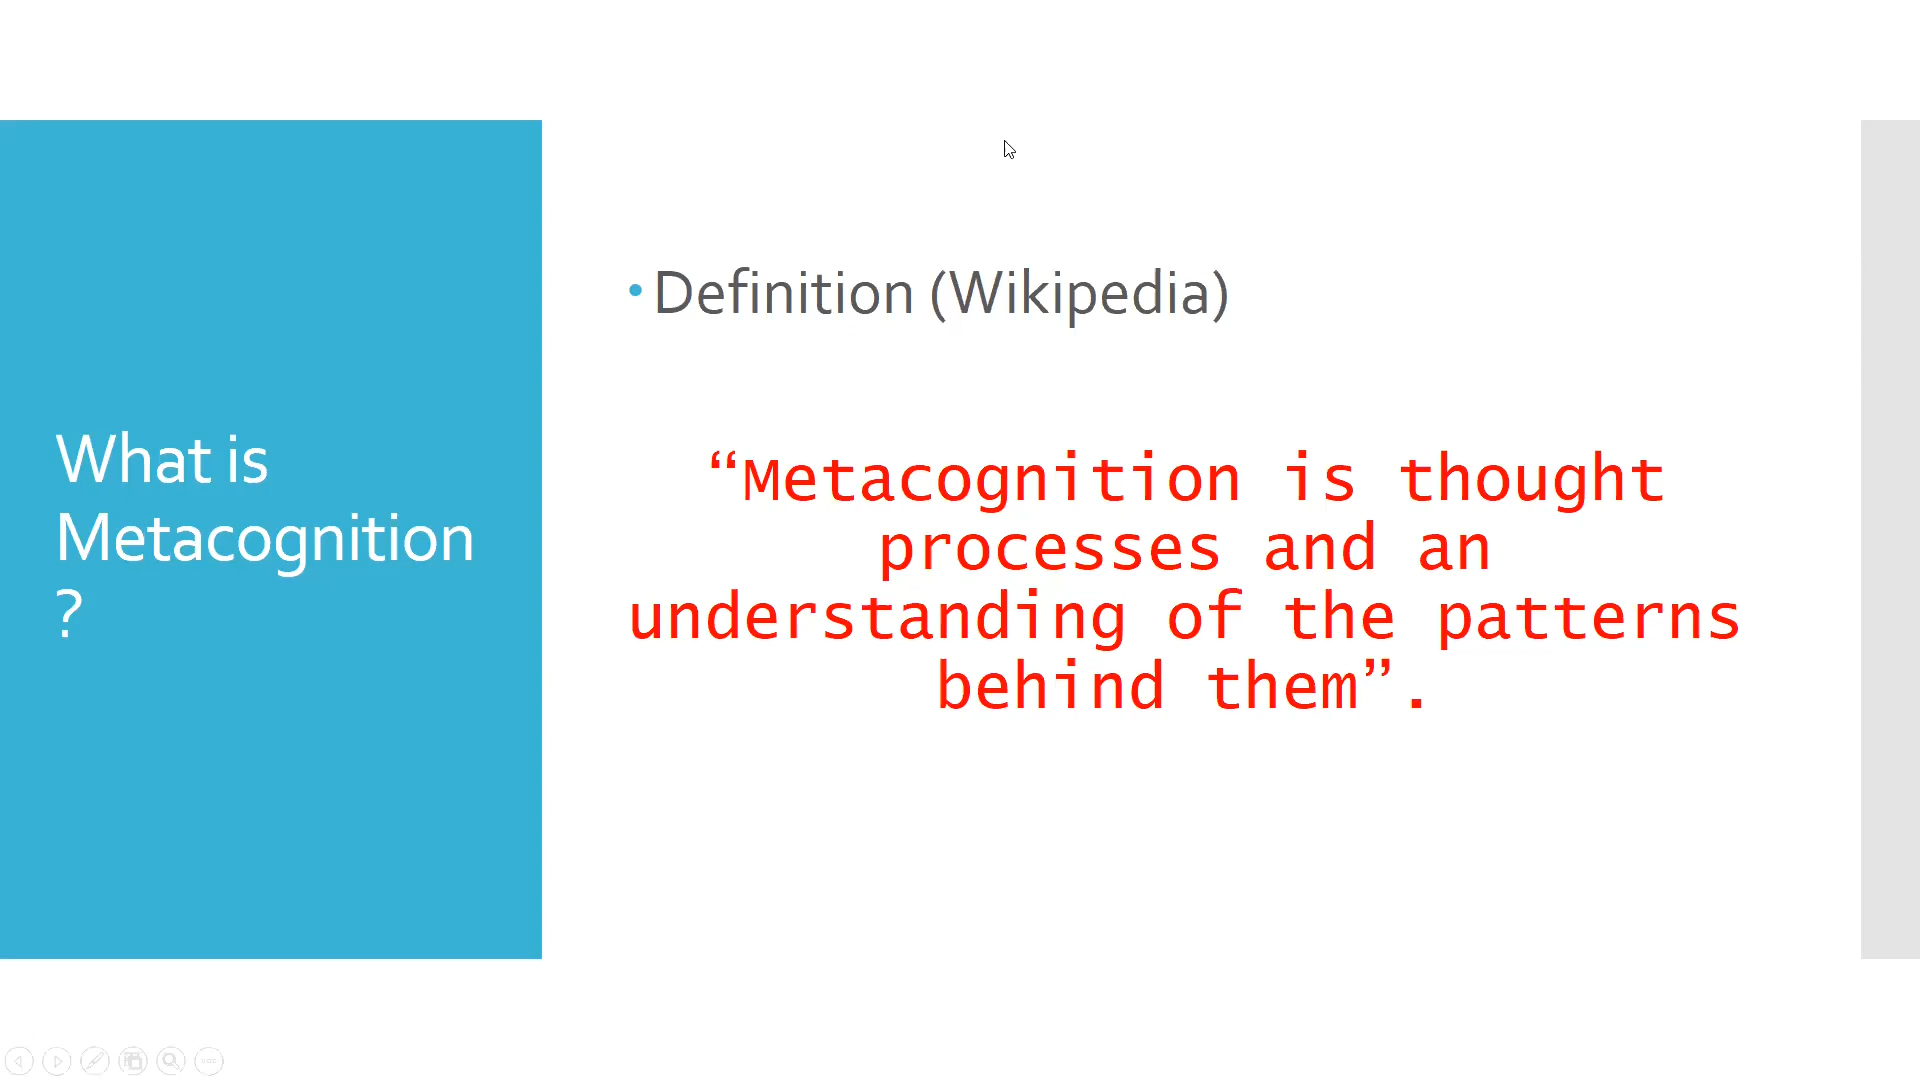 What is
Metacognition
?
• Definition (Wikipedia)
“Metacognition is thought
processes and an
understanding of the patterns
behind them”.